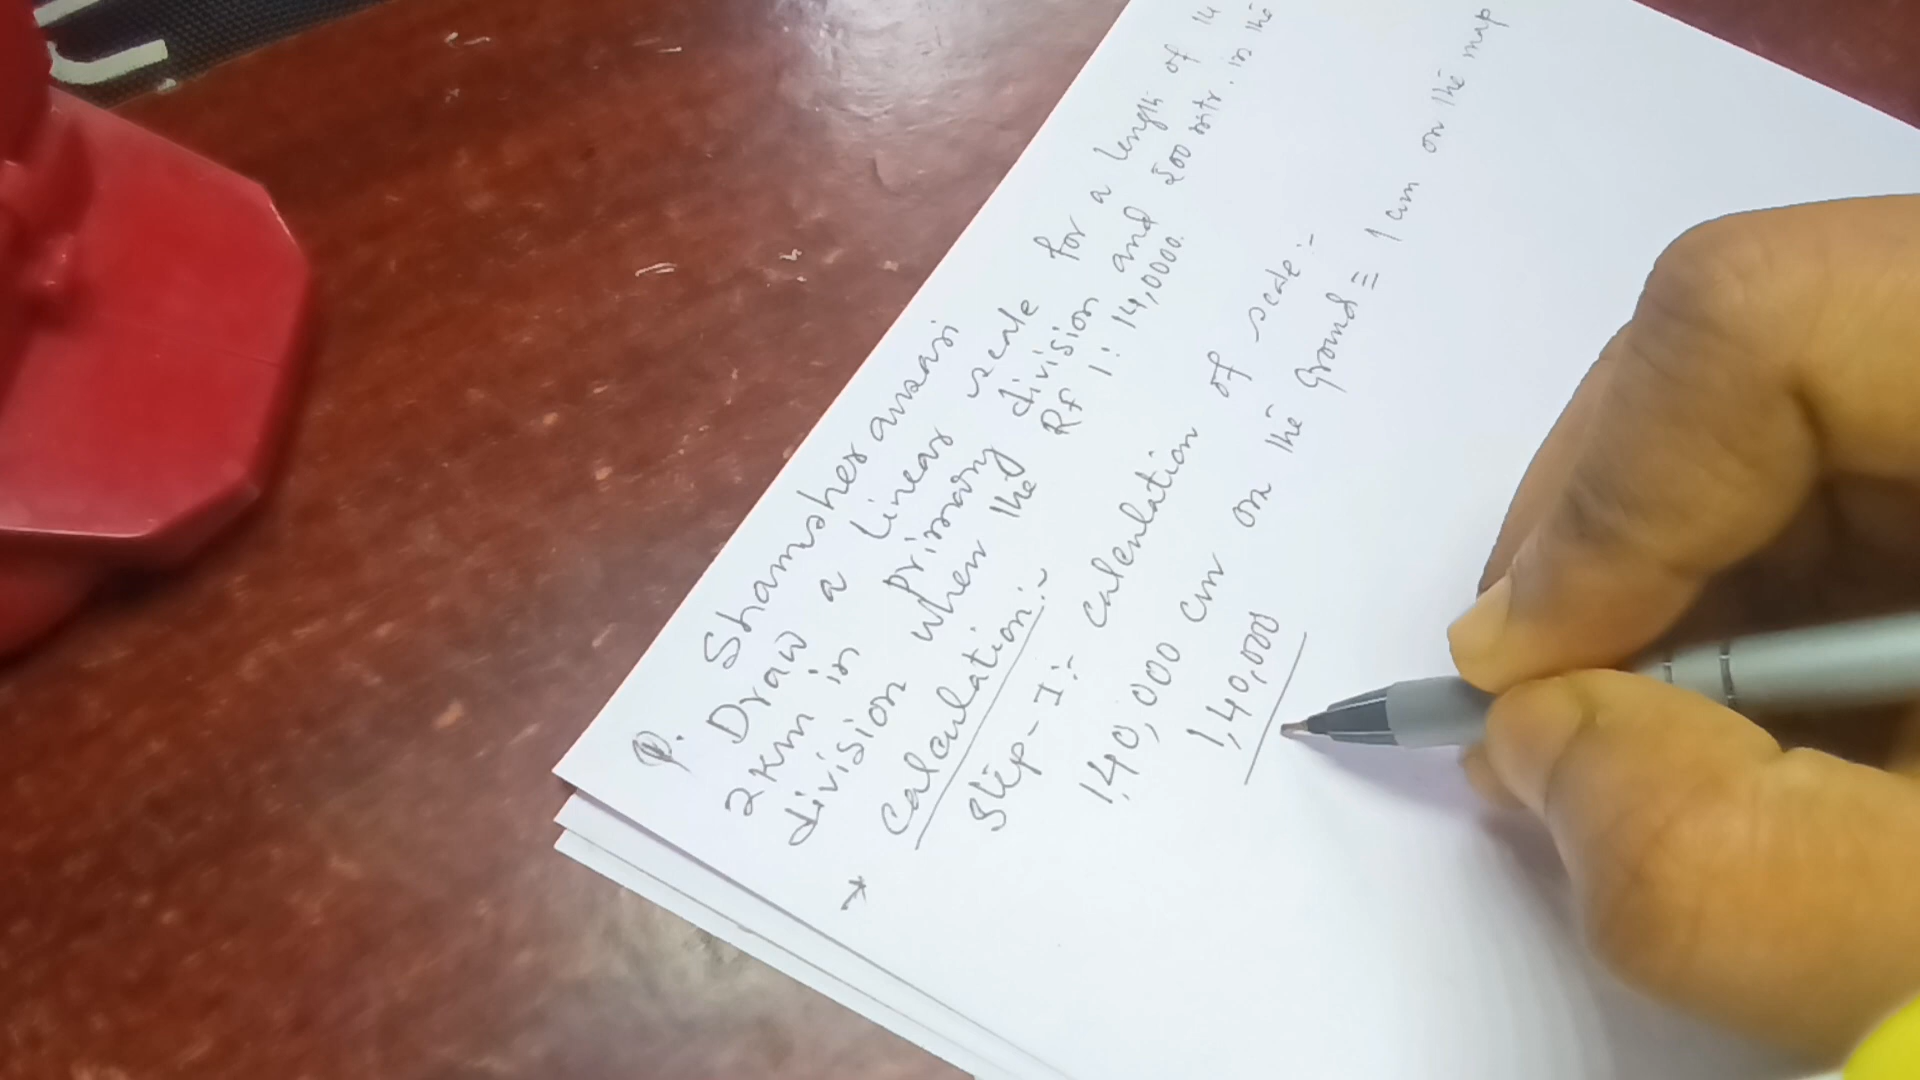 P. Shamsher ansari
Draw a Linear scale for a length of 14
2km in Primary division and 200 mtr. in the
division when the Rf 1: 14,0000.
→ Calculation:-
Step-I:- Calculation of scale:-
1,40,000 cm on the ground ≡ 1 cm on the map
1,40,000